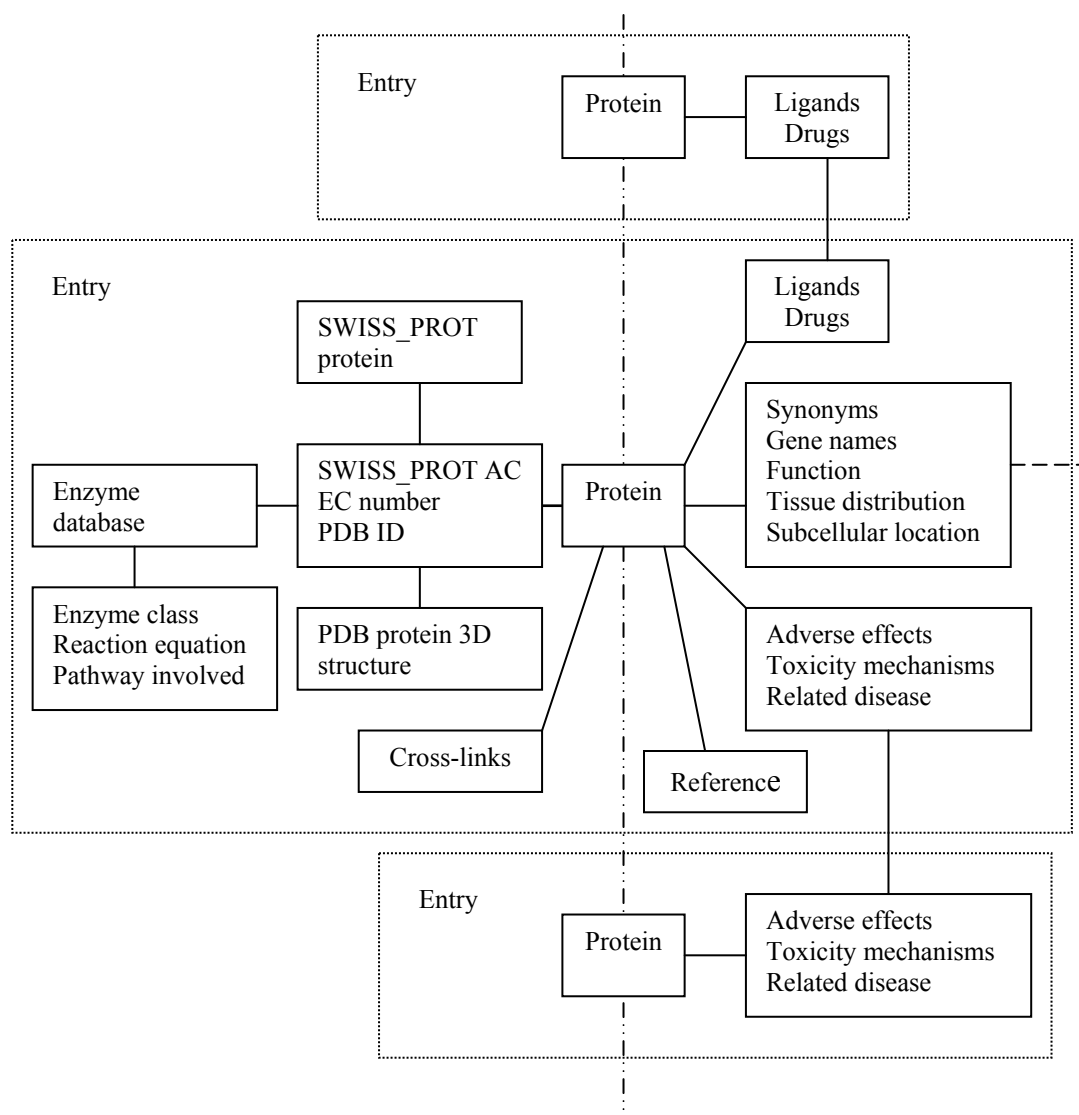 Entry
Protein
Ligands
Drugs
Entry
Ligands
Drugs
SWISS_PROT
protein
Synonyms
Gene names
Function
Tissue distribution
Subcellular location
Enzyme
database
SWISS_PROT AC
EC number
PDB ID
Protein
Enzyme class
Reaction equation
Pathway involved
PDB protein 3D
structure
Adverse effects
Toxicity mechanisms
Related disease
Cross-links
Reference
Entry
Protein
Adverse effects
Toxicity mechanisms
Related disease